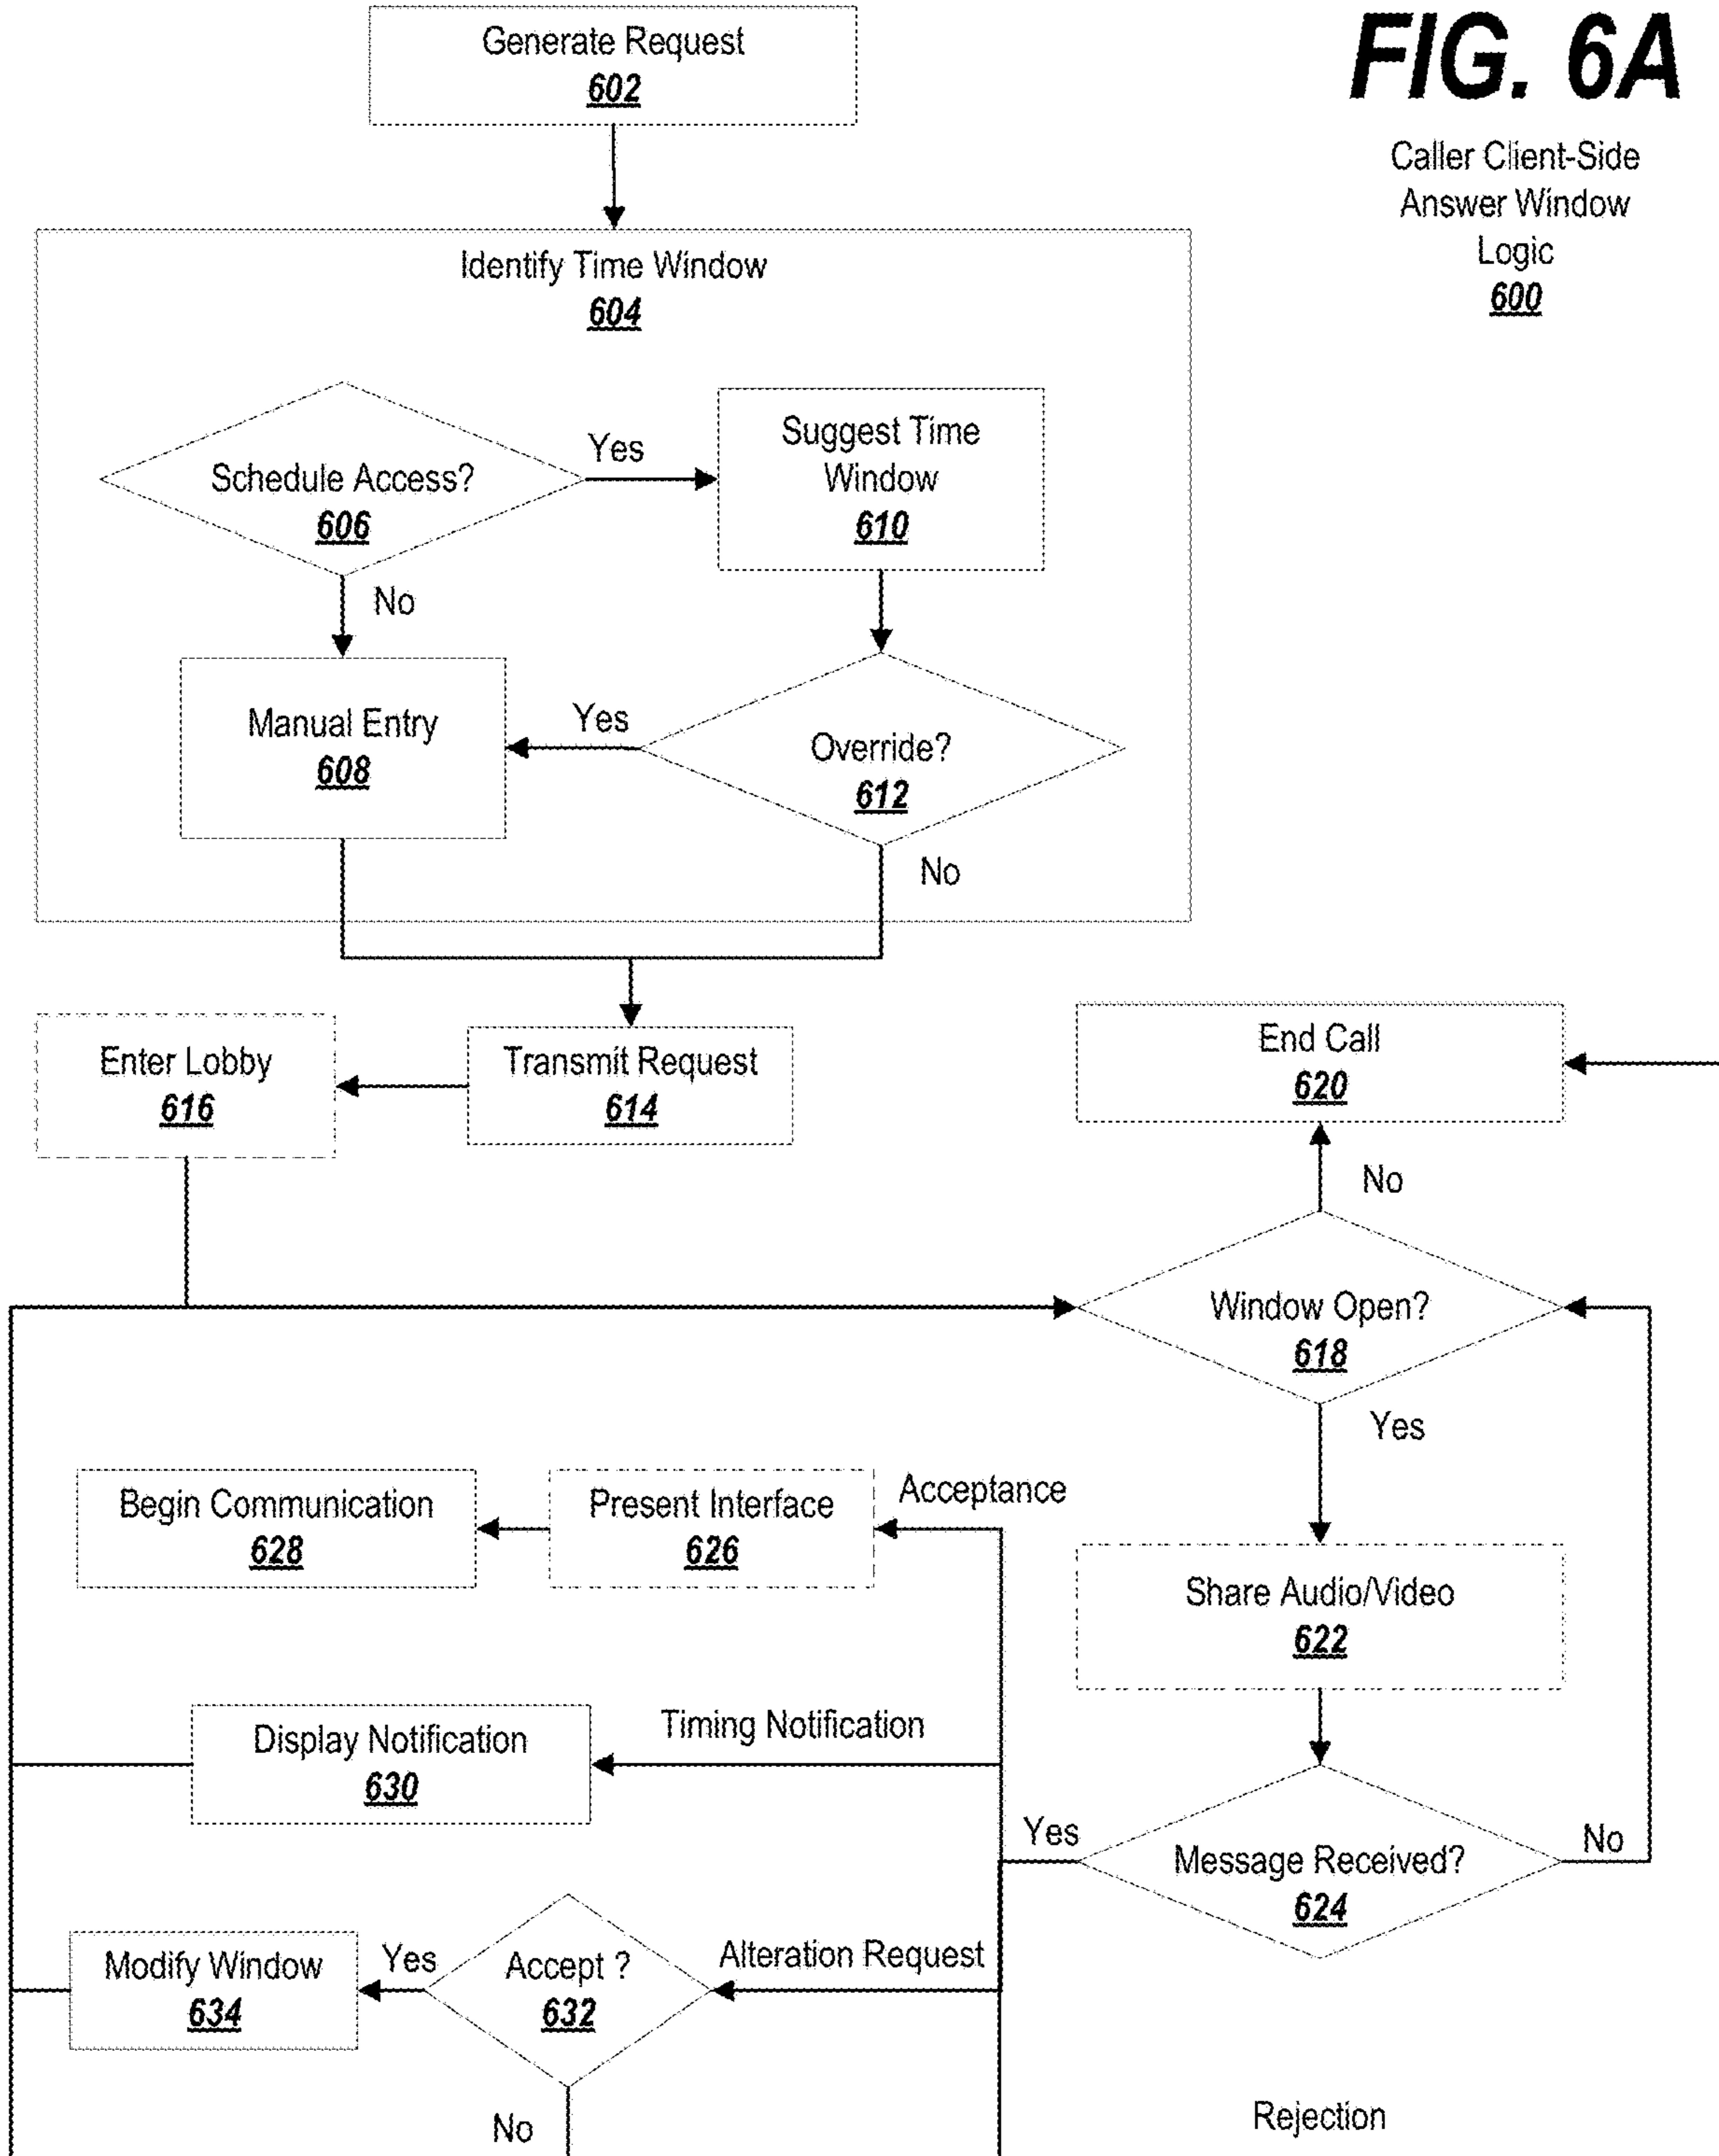 FIG. 6A
Caller Client-Side
Answer Window
Logic
600
Generate Request
602
Identify Time Window
604
Schedule Access?
606
Yes
No
Suggest Time
Window
610
Manual Entry
608
Yes
Override?
612
No
Enter Lobby
616
Transmit Request
614
End Call
620
No
Window Open?
618
Yes
Begin Communication
628
Present Interface
626
Acceptance
Share Audio/Video
622
Display Notification
630
Timing Notification
Yes
Message Received?
624
No
Modify Window
634
Yes
Accept ?
632
Alteration Request
No
Rejection